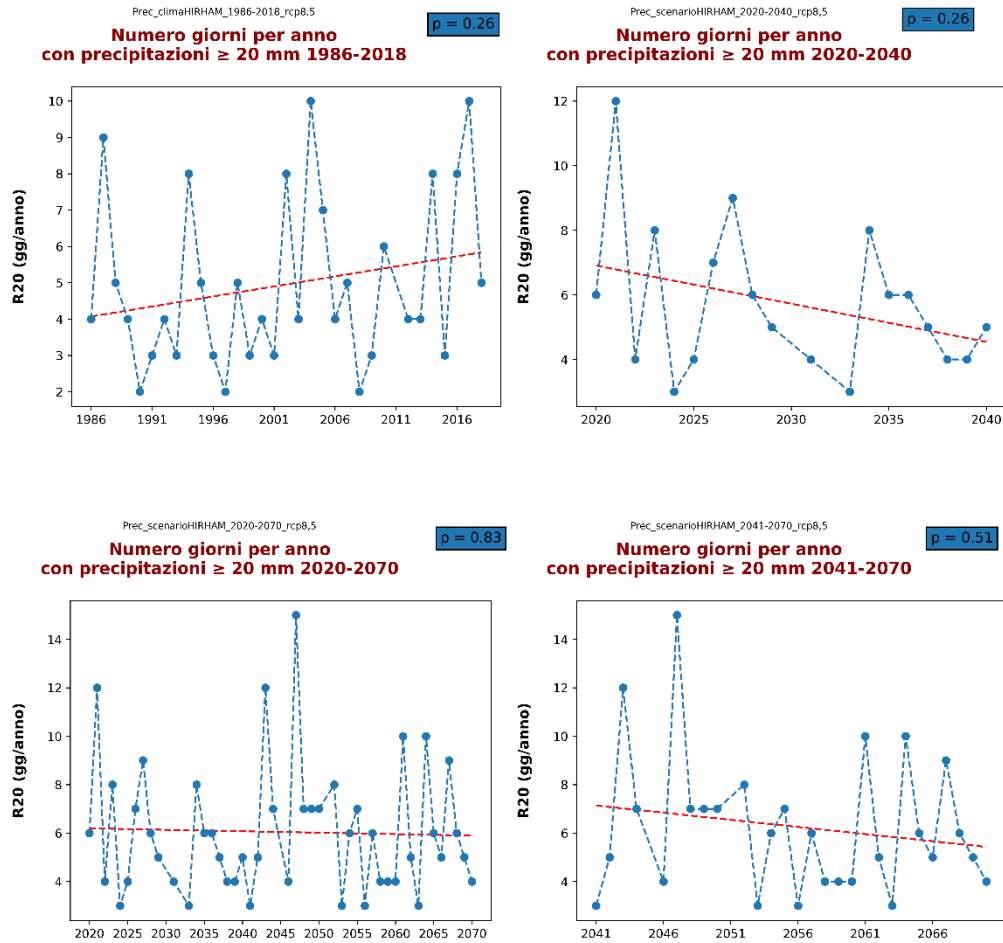 Prec_climaHIRHAM_1986-2018_rcp8,5
p = 0.26
Numero giorni per anno
con precipitazioni ≥ 20 mm 1986-2018
R20 (gg/anno)
10
9
8
7
6
5
4
3
2
1986 1991 1996 2001 2006 2011 2016
Prec_scenarioHIRHAM_2020-2040_rcp8,5
p = 0.26
Numero giorni per anno
con precipitazioni ≥ 20 mm 2020-2040
R20 (gg/anno)
12
10
8
6
4
2020 2025 2030 2035 2040
Prec_scenarioHIRHAM_2020-2070_rcp8,5
p = 0.83
Numero giorni per anno
con precipitazioni ≥ 20 mm 2020-2070
R20 (gg/anno)
14
12
10
8
6
4
2020 2025 2030 2035 2040 2045 2050 2055 2060 2065 2070
Prec_scenarioHIRHAM_2041-2070_rcp8,5
p = 0.51
Numero giorni per anno
con precipitazioni ≥ 20 mm 2041-2070
R20 (gg/anno)
14
12
10
8
6
4
2041 2046 2051 2056 2061 2066